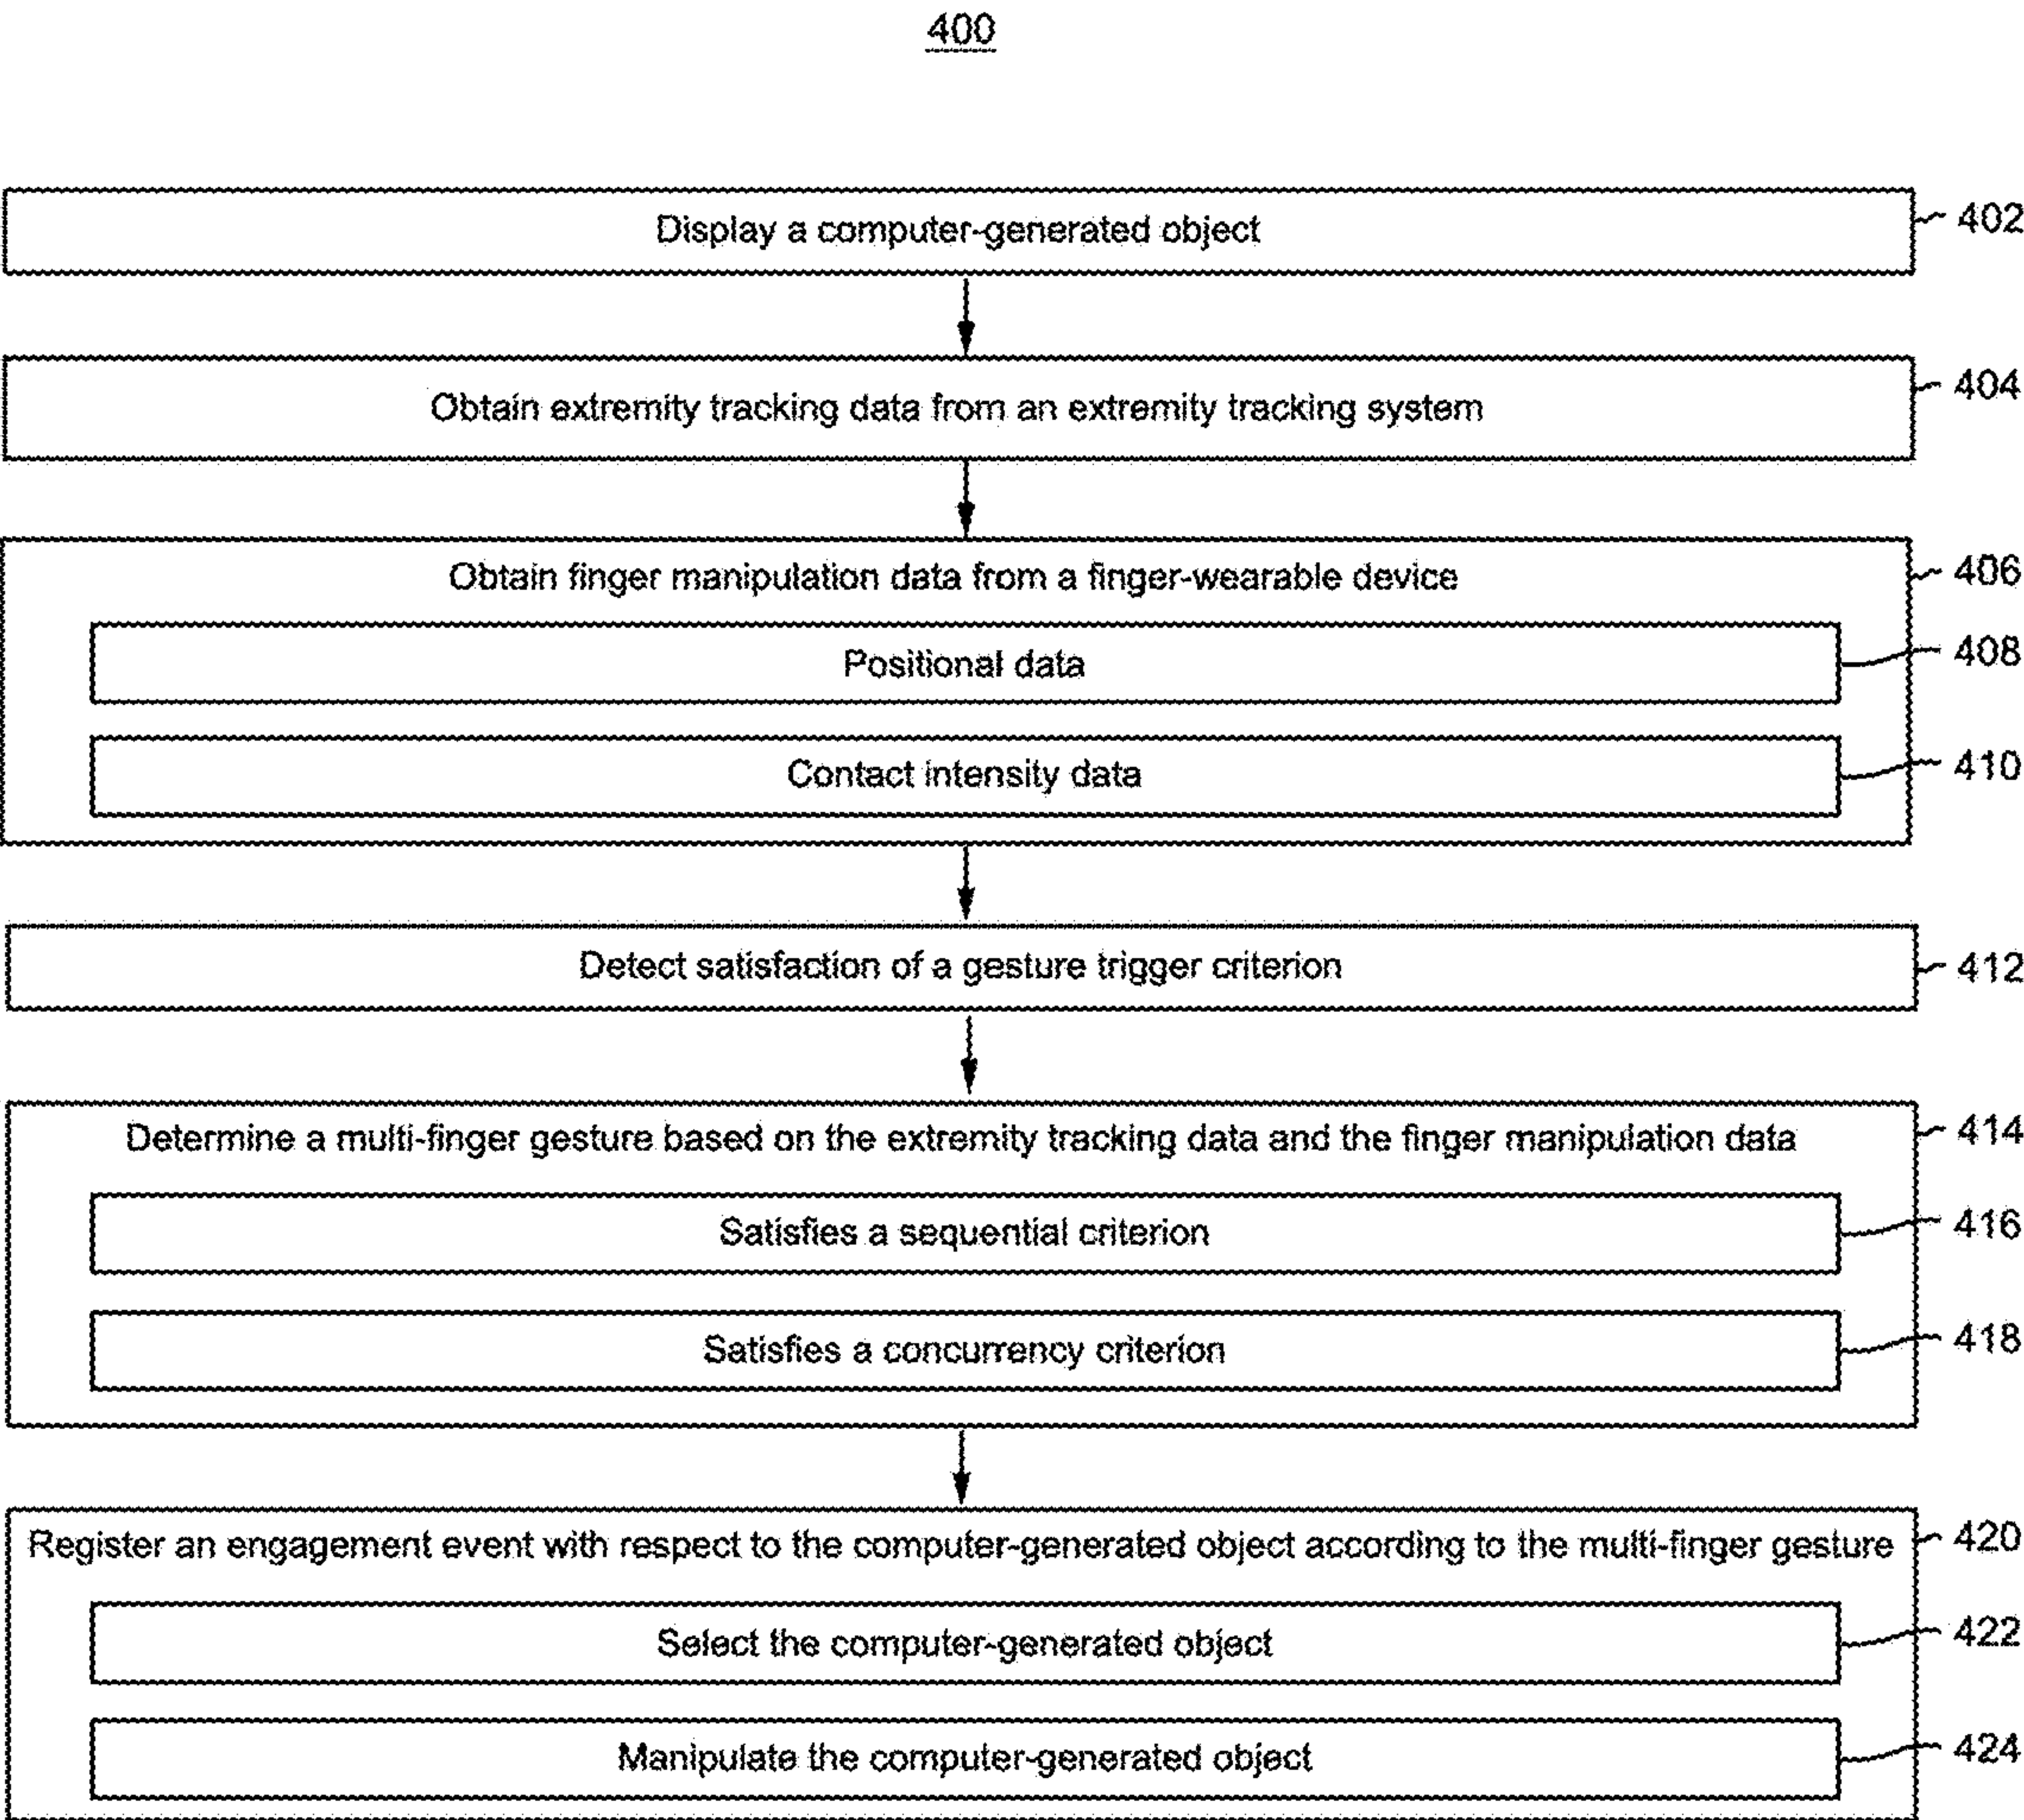 400
Display a computer-generated object
402
Obtain extremity tracking data from an extremity tracking system
404
Obtain finger manipulation data from a finger-wearable device
406
Positional data
408
Contact intensity data
410
Detect satisfaction of a gesture trigger criterion
412
Determine a multi-finger gesture based on the extremity tracking data and the finger manipulation data
414
Satisfies a sequential criterion
416
Satisfies a concurrency criterion
418
Register an engagement event with respect to the computer-generated object according to the multi-finger gesture
420
Select the computer-generated object
422
Manipulate the computer-generated object
424